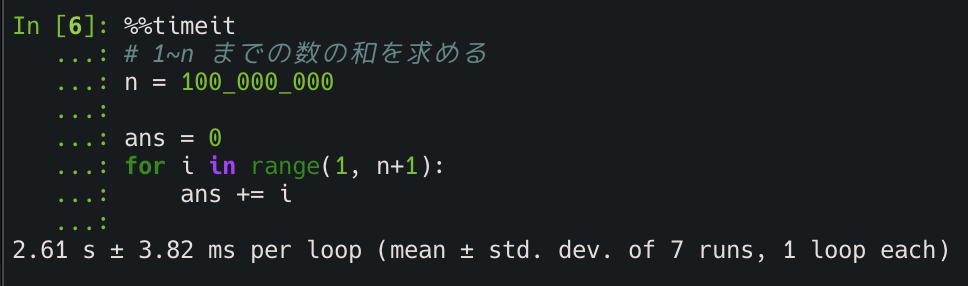 In [6]: %%timeit
   ...: # 1~n までの数の和を求める
   ...: n = 100_000_000
   ...:
   ...: ans = 0
   ...: for i in range(1, n+1):
   ...:     ans += i
   ...:
2.61 s ± 3.82 ms per loop (mean ± std. dev. of 7 runs, 1 loop each)